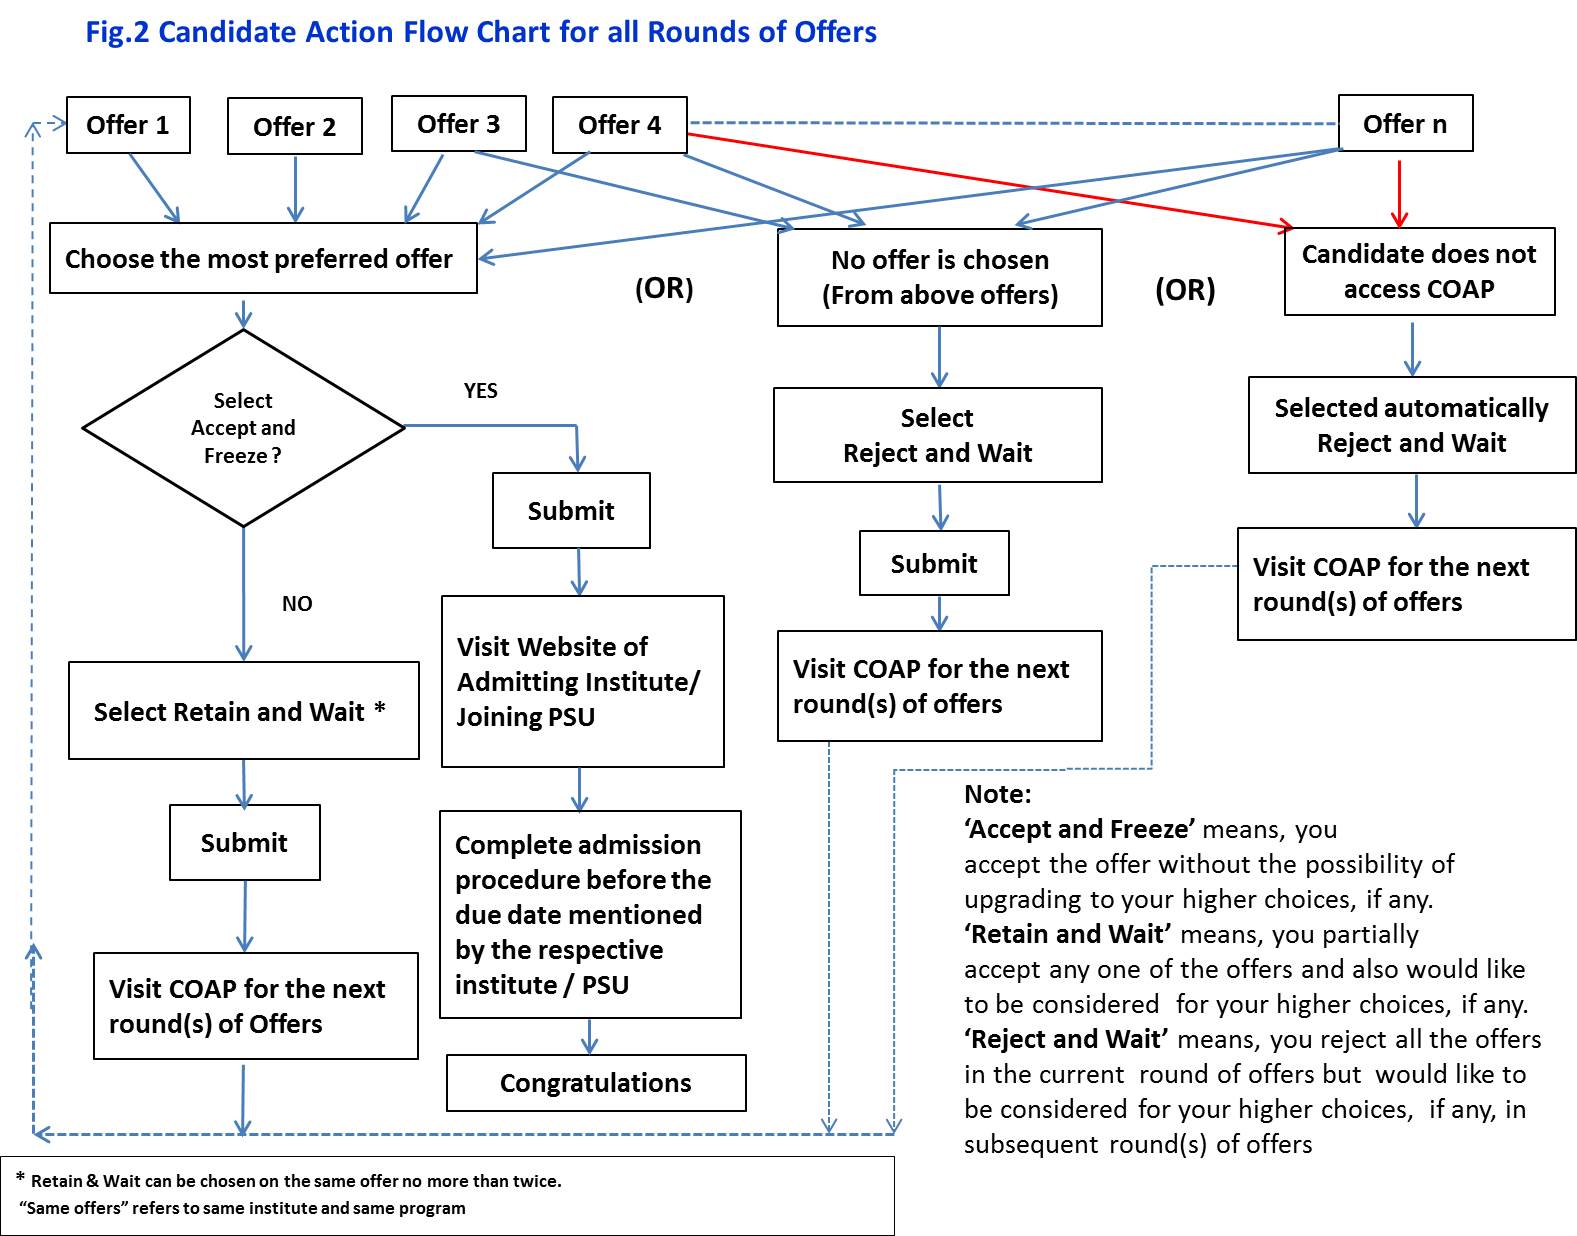 Fig.2 Candidate Action Flow Chart for all Rounds of Offers
Offer 1
Offer 2
Offer 3
Offer 4
Offer n
Choose the most preferred offer
(OR)
No offer is chosen
(From above offers)
(OR)
Candidate does not
access COAP
Select
Accept and
Freeze ?
YES
NO
Select Retain and Wait *
Submit
Visit COAP for the next
round(s) of Offers
Submit
Visit Website of
Admitting Institute/
Joining PSU
Complete admission
procedure before the
due date mentioned
by the respective
institute / PSU
Congratulations
Select
Reject and Wait
Submit
Visit COAP for the next
round(s) of offers
Selected automatically
Reject and Wait
Visit COAP for the next
round(s) of offers
Note:
‘Accept and Freeze’ means, you
accept the offer without the possibility of
upgrading to your higher choices, if any.
‘Retain and Wait’ means, you partially
accept any one of the offers and also would like
to be considered for your higher choices, if any.
‘Reject and Wait’ means, you reject all the offers
in the current round of offers but would like to
be considered for your higher choices, if any, in
subsequent round(s) of offers
* Retain & Wait can be chosen on the same offer no more than twice.
“Same offers” refers to same institute and same program